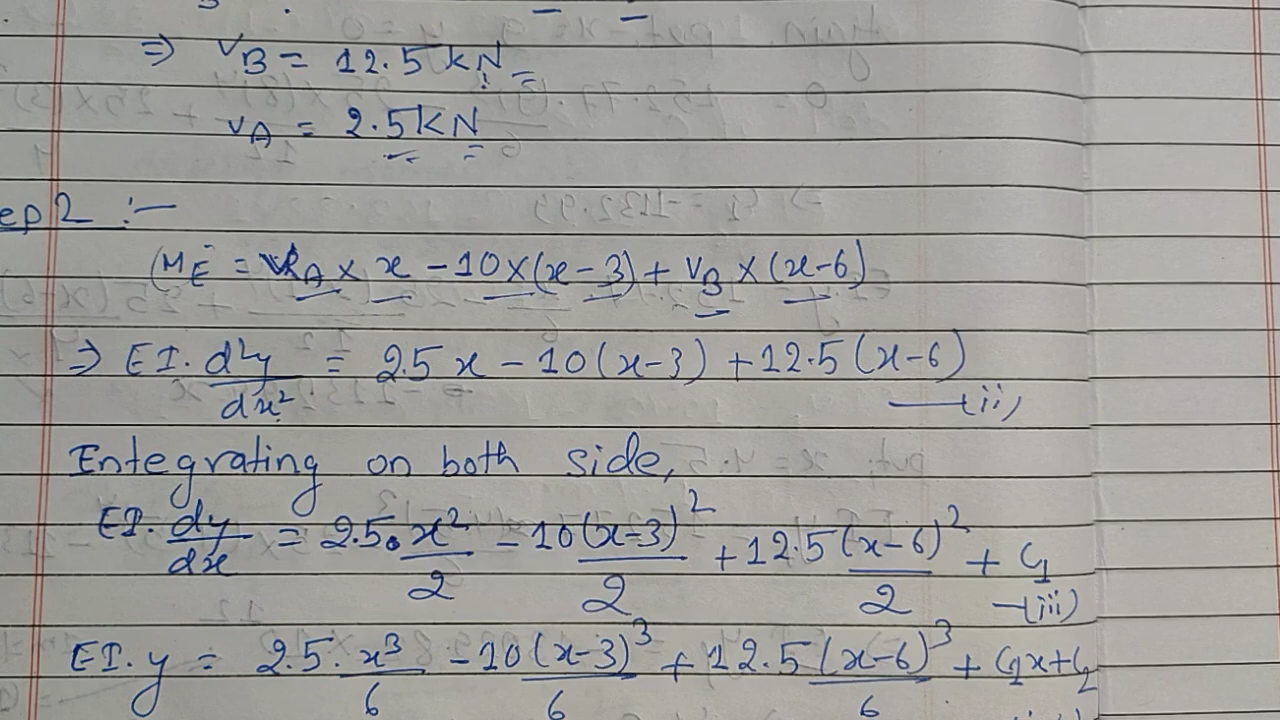 ⇒ VB = 12.5 kN
VA = 2.5 KN
ep 2 :-
(ME = VA × x - 10×(x-3) + VB × (x-6)
⇒ EI. d²y/dx² = 2.5x - 10(x-3) + 12.5(x-6) —(ii)
Entegrating on both side,
EI. dy/dx = 2.5. x²/2 - 10(x-3)²/2 + 12.5(x-6)²/2 + C1 —(iii)
EI. y = 2.5. x³/6 - 10(x-3)³/6 + 12.5(x-6)³/6 + C1x+C2